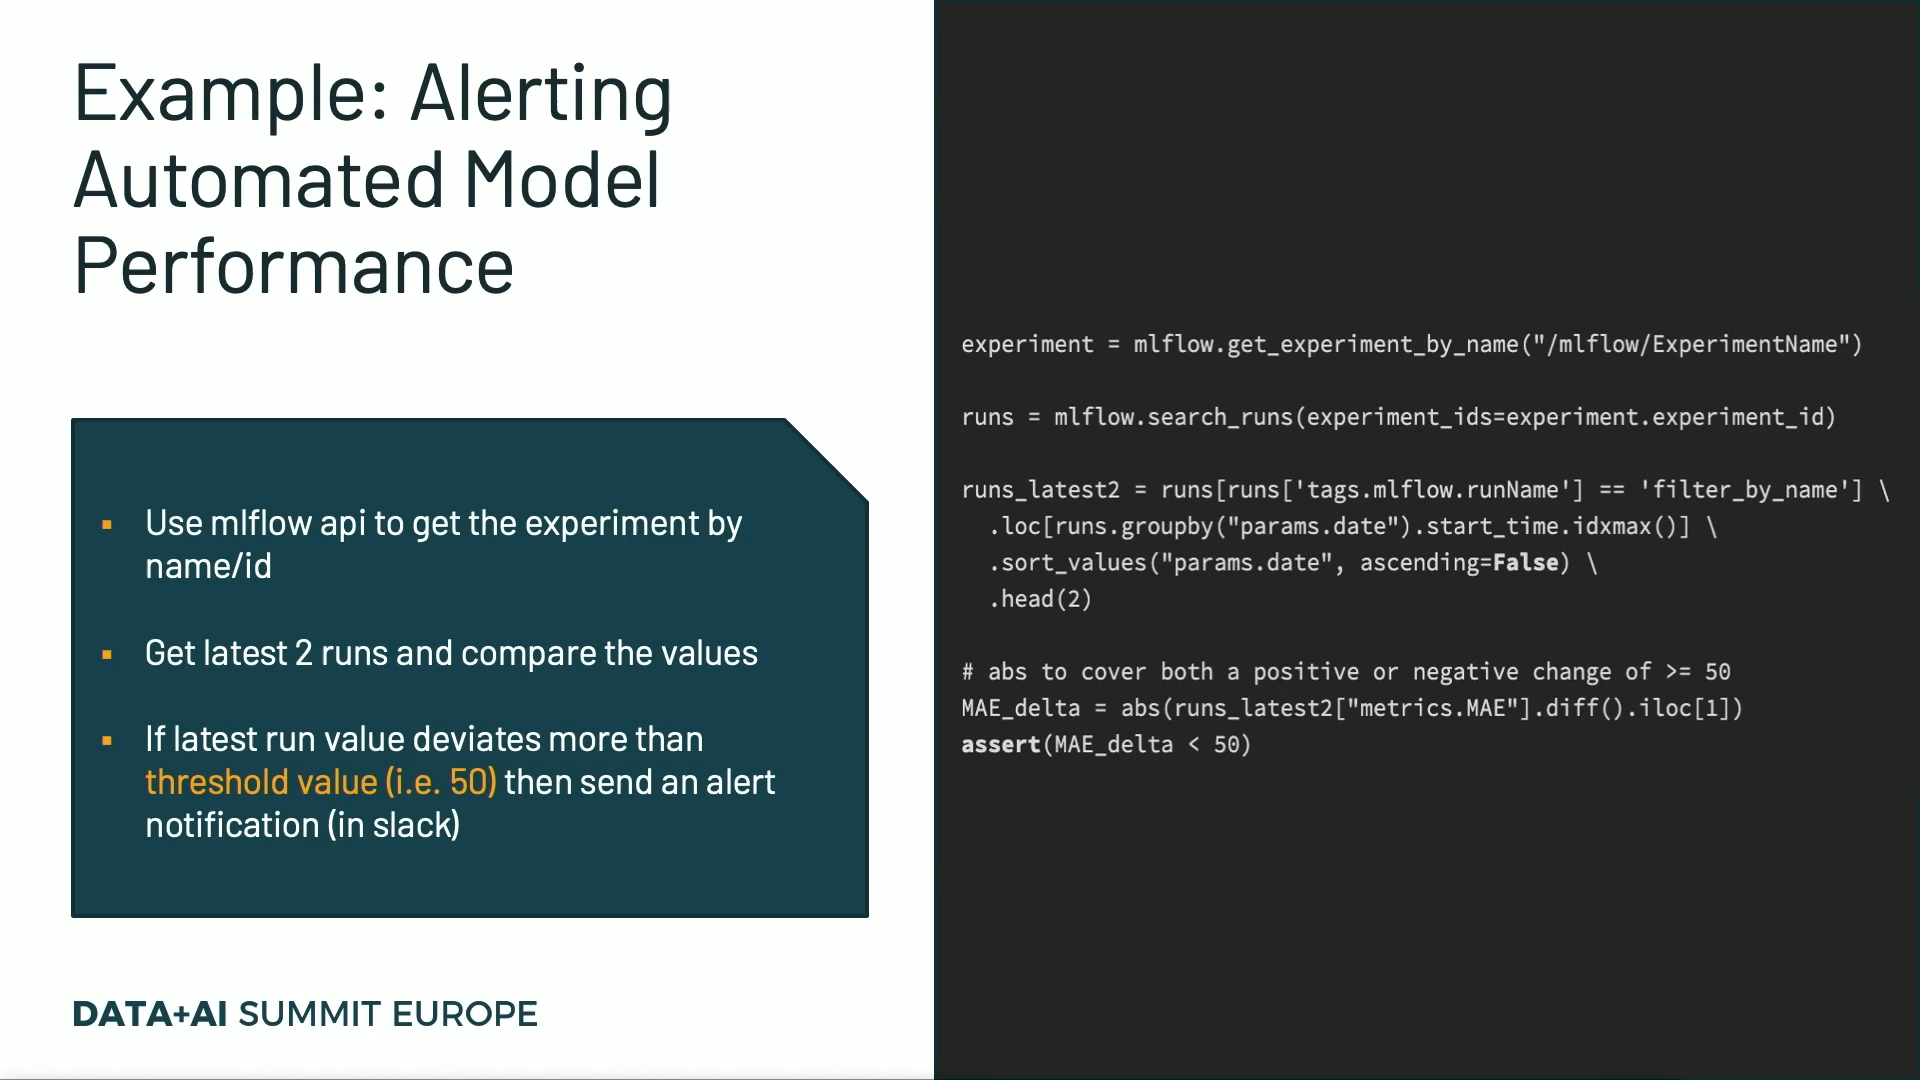 Example: Alerting
Automated Model
Performance
▪ Use mlflow api to get the experiment by
name/id
▪ Get latest 2 runs and compare the values
▪ If latest run value deviates more than
threshold value (i.e. 50) then send an alert
notification (in slack)
DATA+AI SUMMIT EUROPE
experiment = mlflow.get_experiment_by_name("/mlflow/ExperimentName")
runs = mlflow.search_runs(experiment_ids=experiment.experiment_id)
runs_latest2 = runs[runs['tags.mlflow.runName'] == 'filter_by_name'] \
  .loc[runs.groupby("params.date").start_time.idxmax()] \
  .sort_values("params.date", ascending=False) \
  .head(2)
# abs to cover both a positive or negative change of >= 50
MAE_delta = abs(runs_latest2["metrics.MAE"].diff().iloc[1])
assert(MAE_delta < 50)